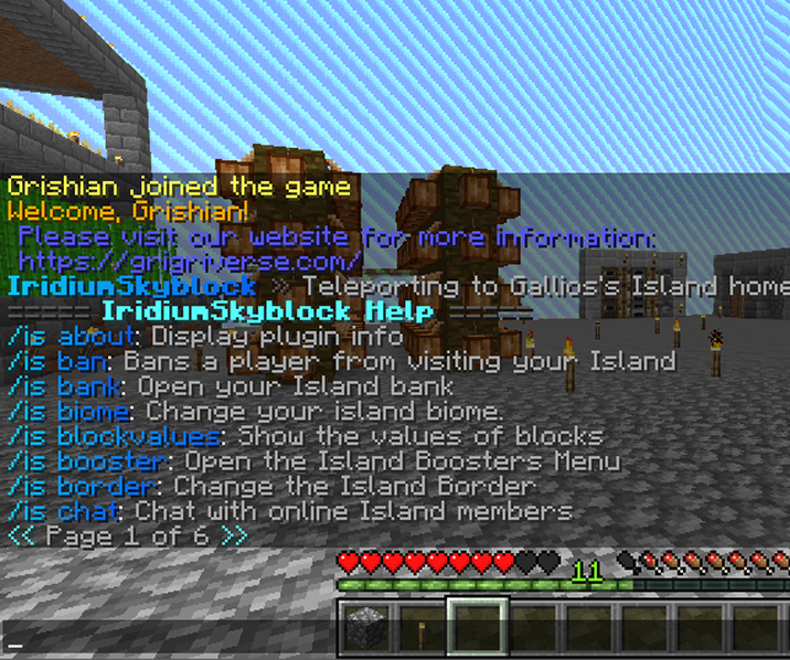 Grishian joined the game
Welcome, Grishian!
Please visit our website for more information:
https://grigriverse.com/
IridiumSkyblock » Teleporting to Gallios's Island home
===== IridiumSkyblock Help =====
/is about: Display plugin info
/is ban: Bans a player from visiting your Island
/is bank: Open your Island bank
/is biome: Change your island biome.
/is blockvalues: Show the values of blocks
/is booster: Open the Island Boosters Menu
/is border: Change the Island Border
/is chat: Chat with online Island members
<< Page 1 of 6 >>
11
_